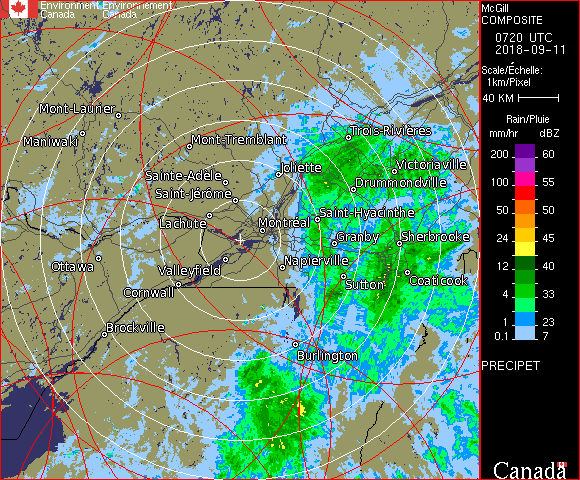 Environment Environnement
Canada Canada
McGill
COMPOSITE
0720 UTC
2018-09-11
Scale/Échelle:
1km/Pixel
40 KM
Rain/Pluie
mm/hr dBZ
200 60
100 55
50 50
24 45
12 40
4 33
1 23
0.1 7
PRECIPET
Canada
Mont-Laurier
Maniwaki
Mont-Tremblant
Trois-Rivières
Joliette
Victoriaville
Sainte-Adèle
Drummondville
Saint-Jérôme
Lachute
Saint-Hyacinthe
Montréal
Granby
Sherbrooke
Ottawa
Valleyfield
Napierville
Sutton
Coaticook
Cornwall
Brockville
Burlington